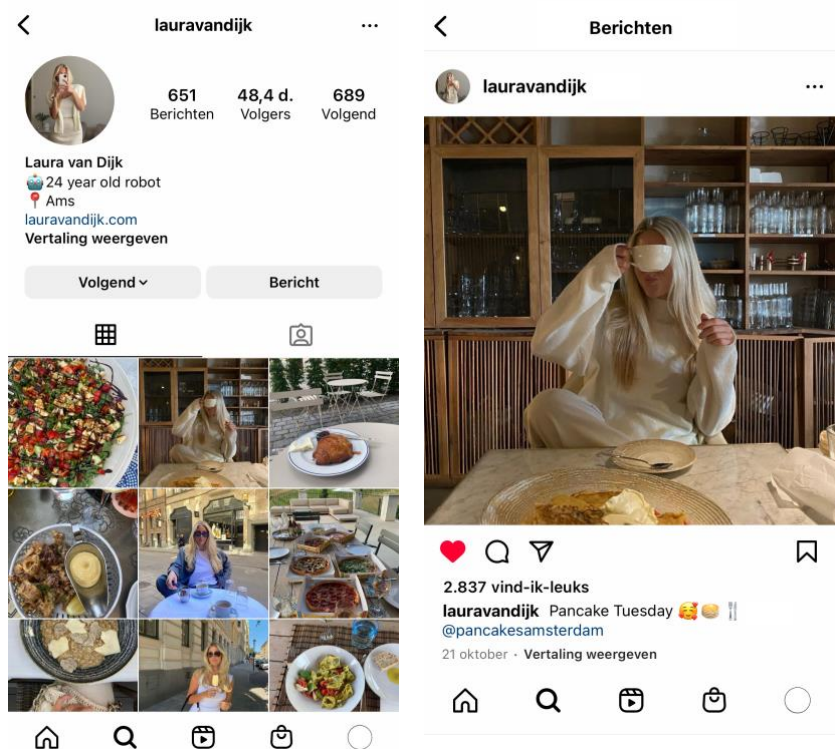 lauravandijk
651 48,4 d. 689
Berichten Volgers Volgend
Laura van Dijk
🤖24 year old robot
📍Ams
lauravandijk.com
Vertaling weergeven
Volgend Bericht
Berichten
lauravandijk
2.837 vind-ik-leuks
lauravandijk Pancake Tuesday 🥰🥞🍽️
@pancakesamsterdam
21 oktober · Vertaling weergeven